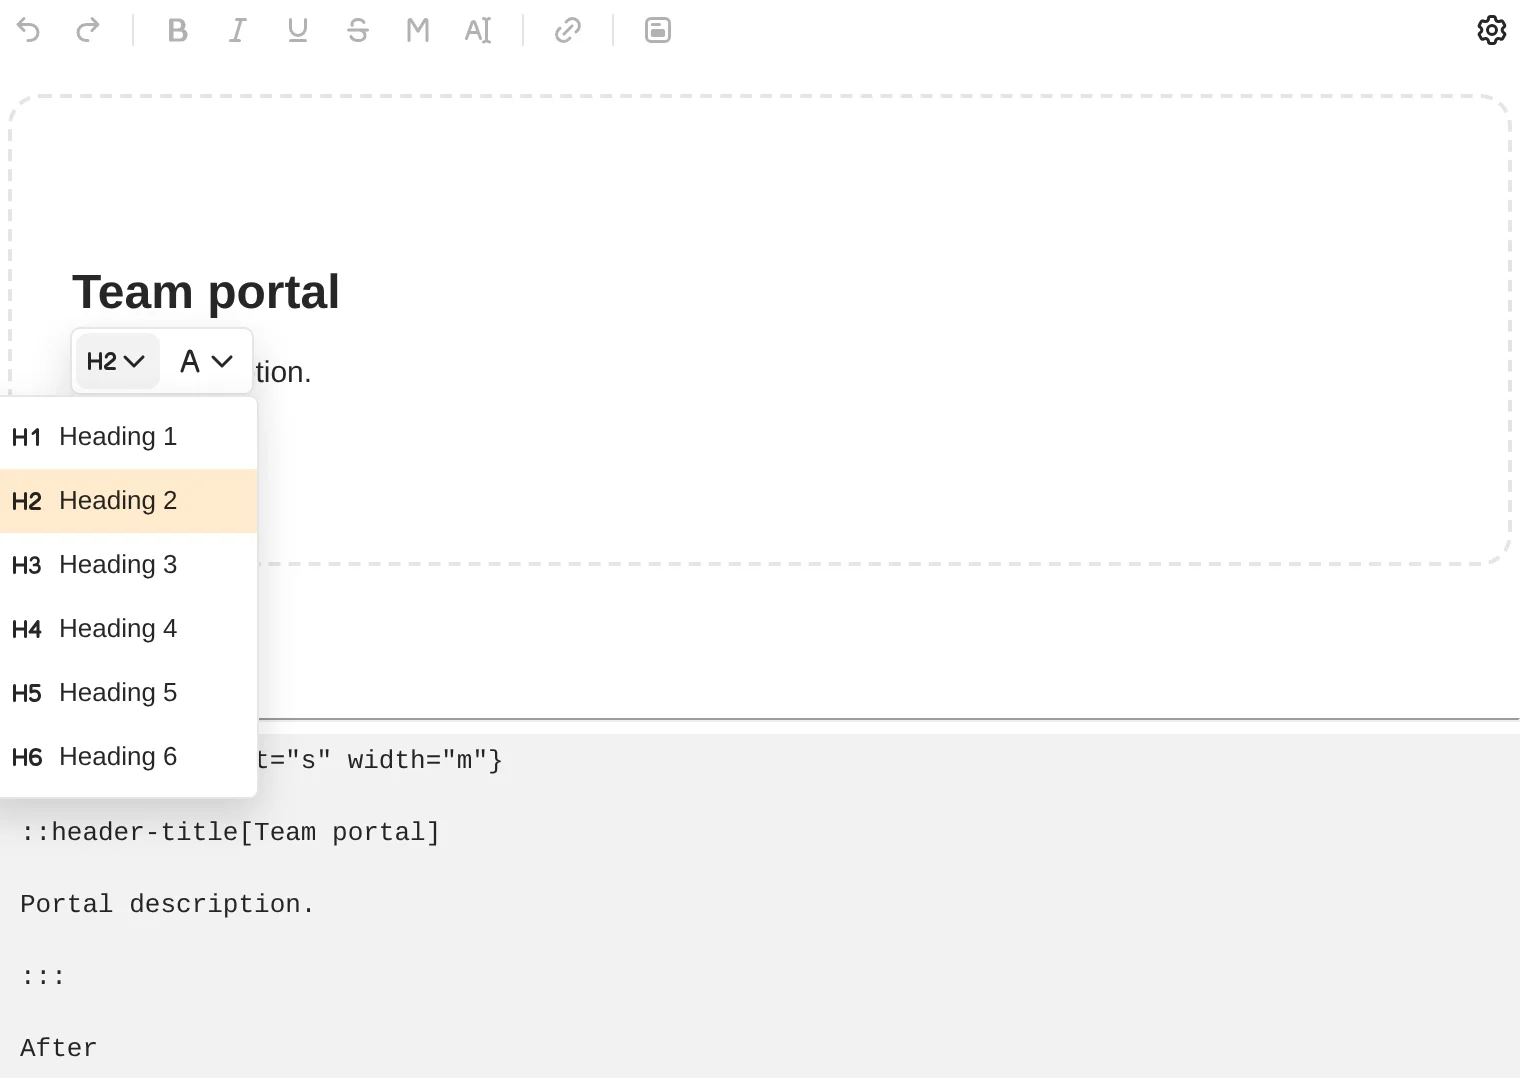 Team portal
H2 A
tion.
H1 Heading 1
H2 Heading 2
H3 Heading 3
H4 Heading 4
H5 Heading 5
H6 Heading 6
t="s" width="m"}
::header-title[Team portal]
Portal description.
:::
After